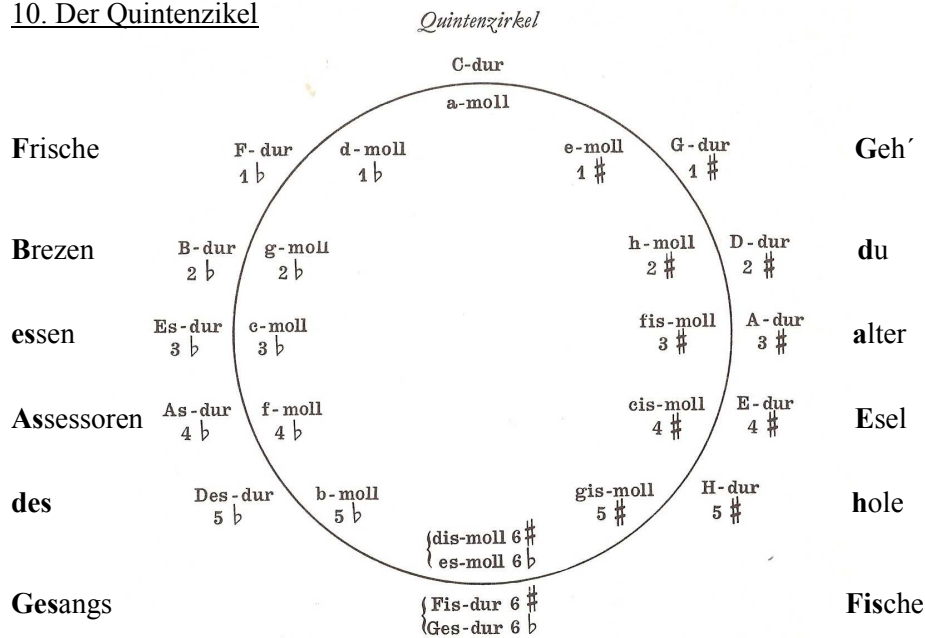 10. Der Quintenzikel
Quintenzirkel
C-dur
a-moll
Frische F-dur d-moll e-moll G-dur Geh´
1 ♭ 1 ♭ 1 ♯ 1 ♯
Brezen B-dur g-moll h-moll D-dur du
2 ♭ 2 ♭ 2 ♯ 2 ♯
essen Es-dur c-moll fis-moll A-dur alter
3 ♭ 3 ♭ 3 ♯ 3 ♯
Assessoren As-dur f-moll cis-moll E-dur Esel
4 ♭ 4 ♭ 4 ♯ 4 ♯
des Des-dur b-moll gis-moll H-dur hole
5 ♭ 5 ♭ 5 ♯ 5 ♯
dis-moll 6 ♯
es-moll 6 ♭
Gesangs Fis-dur 6 ♯ Fische
Ges-dur 6 ♭